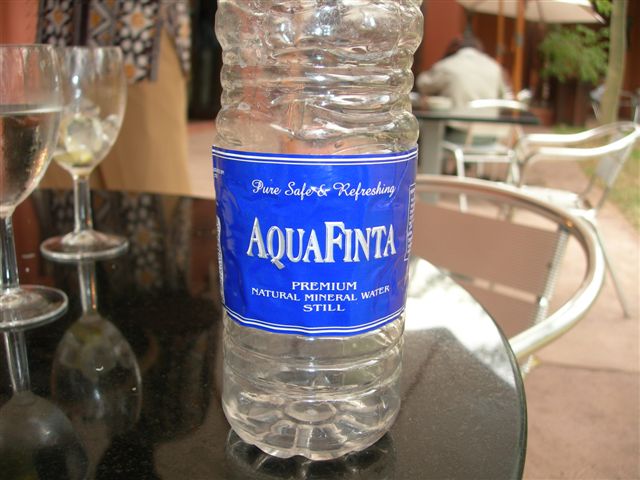 Pure Safe & Refreshing
AQUAFINTA
PREMIUM
NATURAL MINERAL WATER
STILL